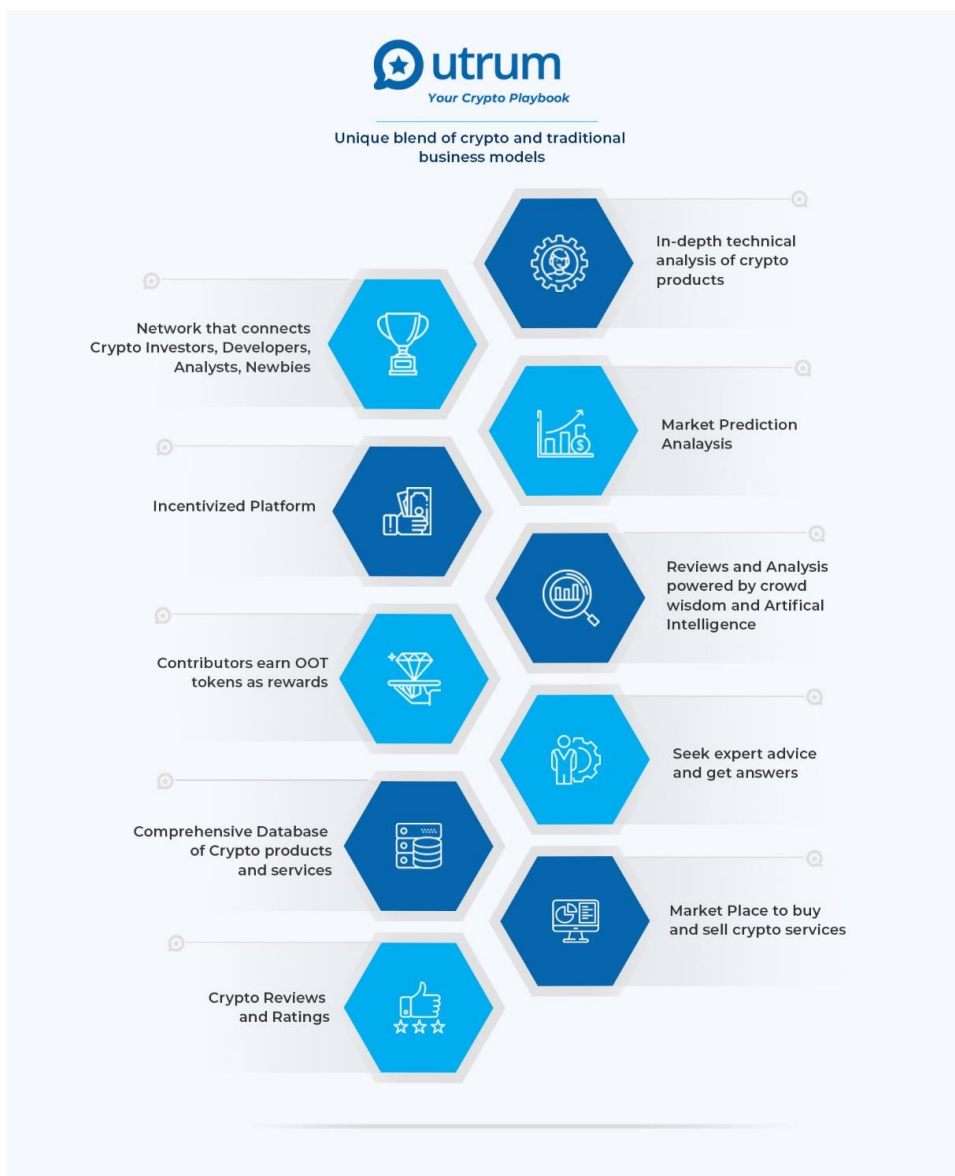 utrum
Your Crypto Playbook
Unique blend of crypto and traditional
business models
In-depth technical
analysis of crypto
products
Network that connects
Crypto Investors, Developers,
Analysts, Newbies
Market Prediction
Analaysis
Incentivized Platform
Reviews and Analysis
powered by crowd
wisdom and Artifical
Intelligence
Contributors earn OOT
tokens as rewards
Seek expert advice
and get answers
Comprehensive Database
of Crypto products
and services
Market Place to buy
and sell crypto services
Crypto Reviews
and Ratings